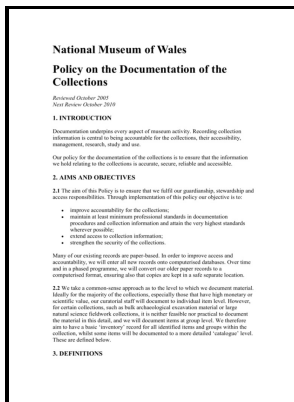 National Museum of Wales
Policy on the Documentation of the
Collections
Reviewed October 2005
Next Review October 2010
1. INTRODUCTION
Documentation underpins every aspect of museum activity. Recording collection
information is central to being accountable for the collections, their accessibility,
management, research, study and use.
Our policy for the documentation of the collections is to ensure that the information
we hold relating to the collections is accurate, secure, reliable and accessible.
2. AIMS AND OBJECTIVES
2.1 The aim of this Policy is to ensure that we fulfil our guardianship, stewardship and
access responsibilities. Through implementation of this policy our objective is to:
• improve accountability for the collections;
• maintain at least minimum professional standards in documentation
procedures and collection information and attain the very highest standards
wherever possible;
• extend access to collection information;
• strengthen the security of the collections.
Many of our existing records are paper-based. In order to improve access and
accountability, we will enter all new records onto computerised databases. Over time
and in a phased programme, we will convert our older paper records to a
computerised format, ensuring also that copies are kept in a safe separate location.
2.2 We take a common-sense approach as to the level to which we document material.
Ideally for the majority of the collections, especially those that have high monetary or
scientific value, our curatorial staff will document to individual item level. However,
for certain collections, such as bulk archaeological excavation material or large
natural science fieldwork collections, it is neither feasible nor practical to document
the material in this detail, and we will document items at group level. We therefore
aim to have a basic 'inventory' record for all identified items and groups within the
collection, whilst some items will be documented to a more detailed 'catalogue' level.
These are defined below.
3. DEFINITIONS